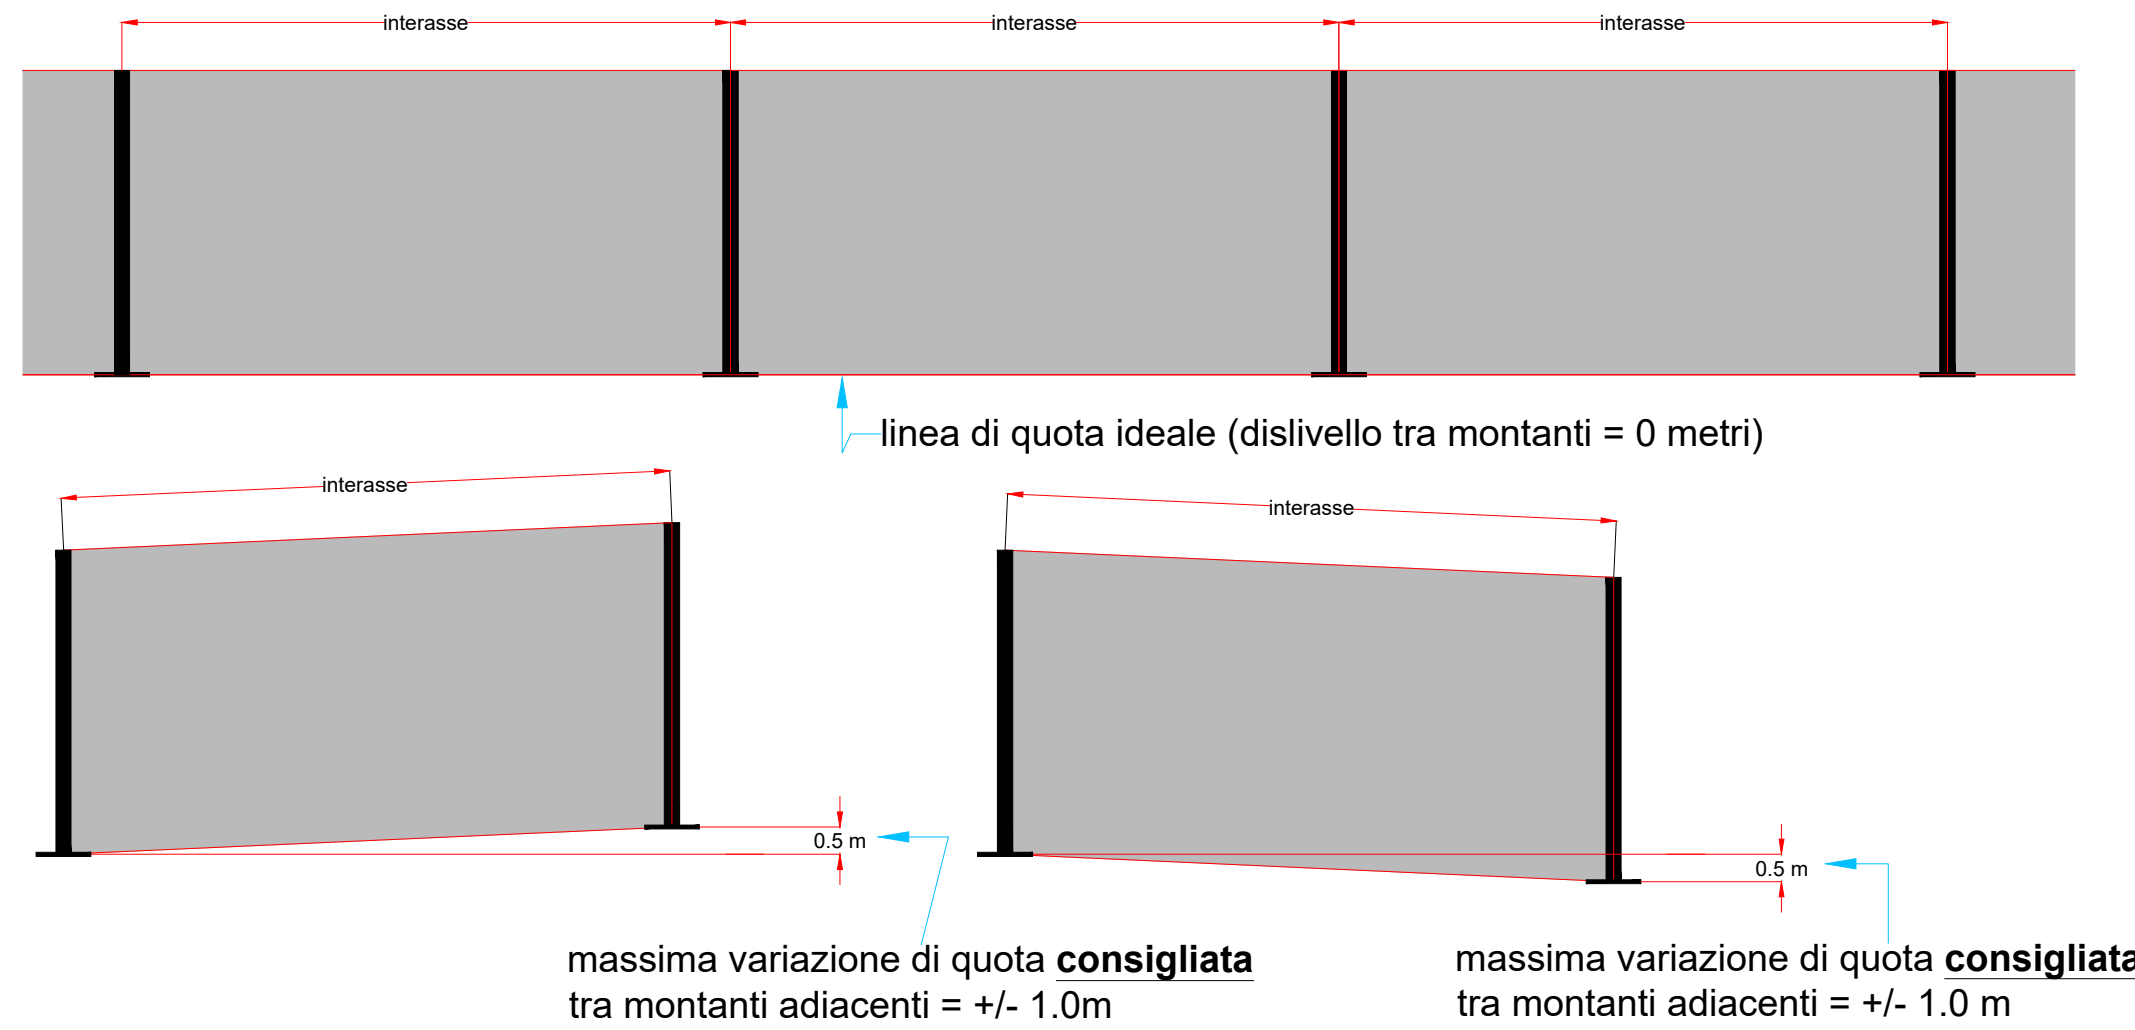 interasse interasse interasse
linea di quota ideale (dislivello tra montanti = 0 metri)
interasse
interasse
0.5 m
0.5 m
massima variazione di quota consigliata
tra montanti adiacenti = +/- 1.0m
massima variazione di quota consigliata
tra montanti adiacenti = +/- 1.0 m